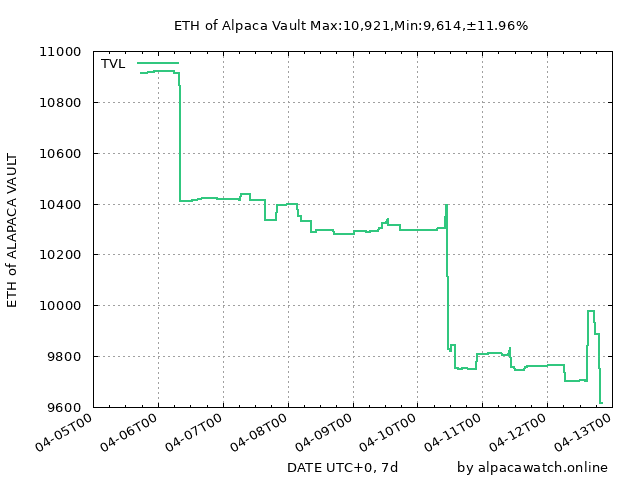 ETH of Alpaca Vault Max:10,921,Min:9,614,±11.96%
TVL
11000
10800
10600
10400
10200
10000
9800
9600
ETH of ALAPACA VAULT
04-05T00
04-06T00
04-07T00
04-08T00
04-09T00
04-10T00
04-11T00
04-12T00
04-13T00
DATE UTC+0, 7d
by alpacawatch.online